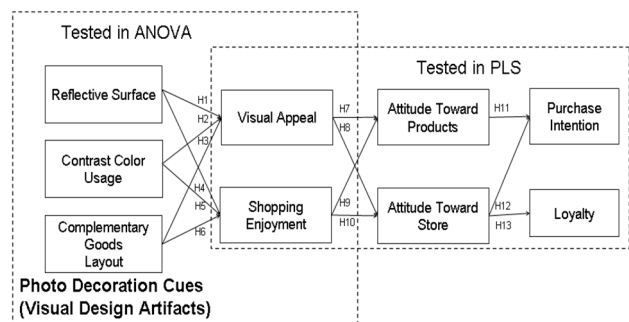 Tested in ANOVA
Tested in PLS
Reflective Surface
Contrast Color
Usage
Complementary
Goods
Layout
H1
H2
H3
H4
H5
H6
Visual Appeal
Shopping
Enjoyment
H7
H8
H9
H10
Attitude Toward
Products
Attitude Toward
Store
H11
H12
H13
Purchase
Intention
Loyalty
Photo Decoration Cues
(Visual Design Artifacts)